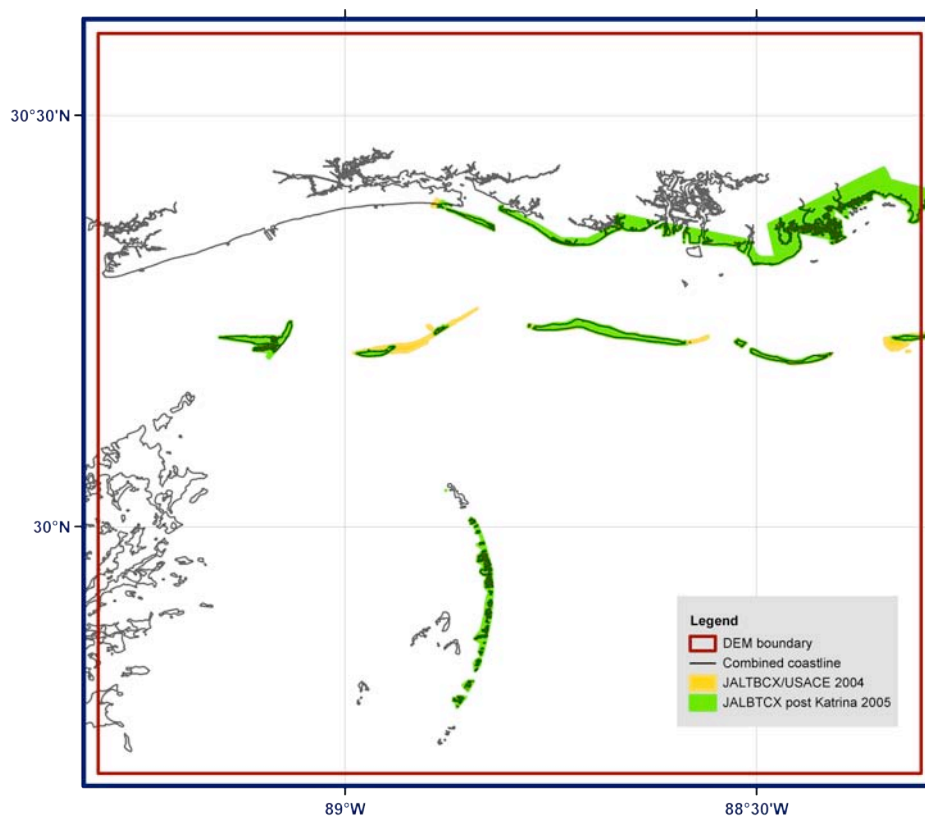 30°30'N
30°N
Legend
DEM boundary
Combined coastline
JALTBCX/USACE 2004
JALBTCX post Katrina 2005
89°W
88°30'W